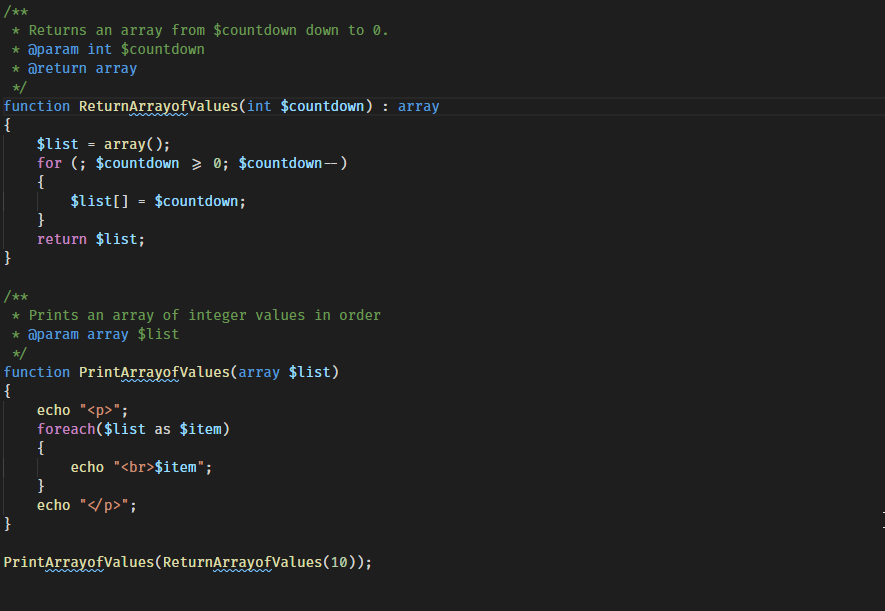 /**
 * Returns an array from $countdown down to 0.
 * @param int $countdown
 * @return array
 */
function ReturnArrayofValues(int $countdown) : array
{
    $list = array();
    for (; $countdown >= 0; $countdown--)
    {
        $list[] = $countdown;
    }
    return $list;
}

/**
 * Prints an array of integer values in order
 * @param array $list
 */
function PrintArrayofValues(array $list)
{
    echo "<p>";
    foreach($list as $item)
    {
        echo "<br>$item";
    }
    echo "</p>";
}

PrintArrayofValues(ReturnArrayofValues(10));